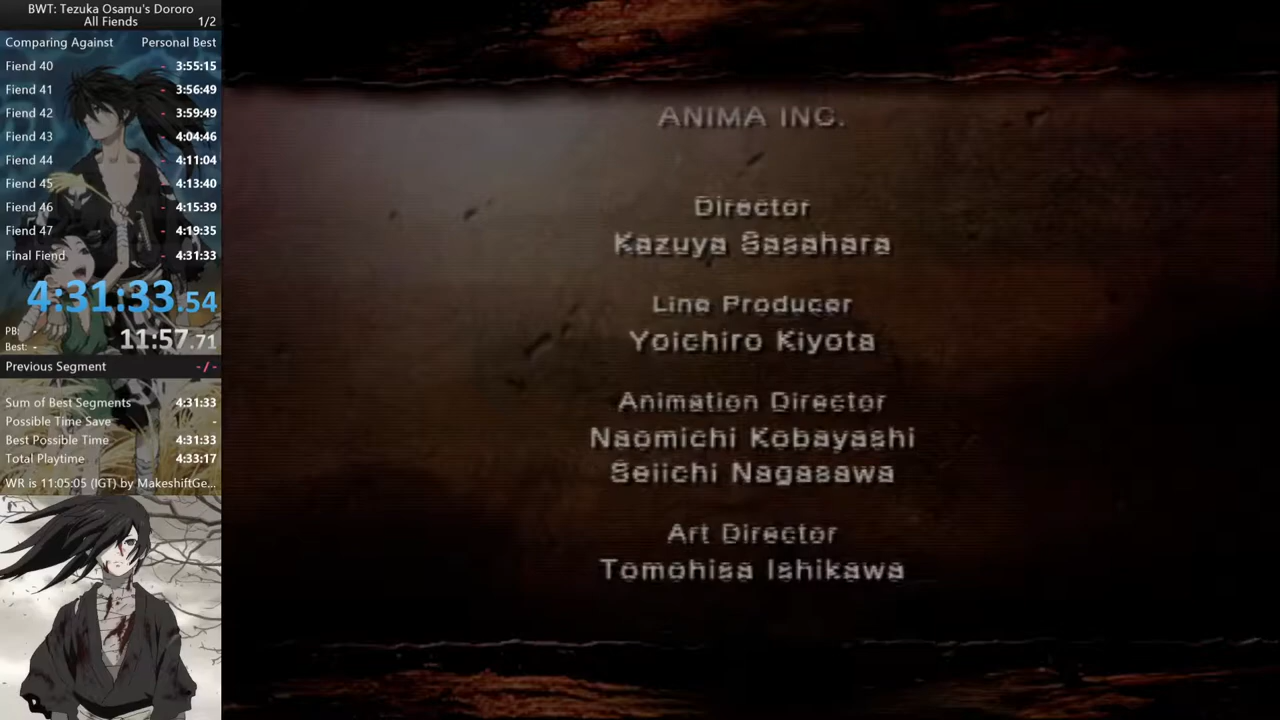 BWT: Tezuka Osamu's Dororo
All Fiends 1/2
Comparing Against Personal Best
Fiend 40 - 3:55:15
Fiend 41 - 3:56:49
Fiend 42 - 3:59:49
Fiend 43 - 4:04:46
Fiend 44 - 4:11:04
Fiend 45 - 4:13:40
Fiend 46 - 4:15:39
Fiend 47 - 4:19:35
Final Fiend - 4:31:33
4:31:33.54
PB: -
Best: - 11:57.71
Previous Segment -/-
Sum of Best Segments 4:31:33
Possible Time Save -
Best Possible Time 4:31:33
Total Playtime 4:33:17
WR is 11:05:05 (IGT) by MakeshiftGe...
ANIMA INC.
Director
Kazuya Sasahara
Line Producer
Yoichiro Kiyota
Animation Director
Naomichi Kobayashi
Seiichi Nagasawa
Art Director
Tomohisa Ishikawa